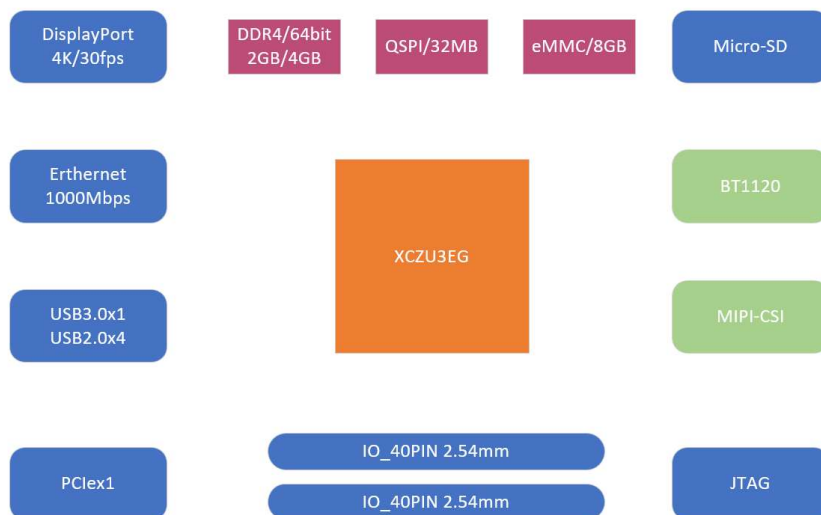 DisplayPort
4K/30fps
DDR4/64bit
2GB/4GB
QSPI/32MB
eMMC/8GB
Micro-SD
Erthernet
1000Mbps
XCZU3EG
BT1120
USB3.0x1
USB2.0x4
MIPI-CSI
PCIex1
IO_40PIN 2.54mm
IO_40PIN 2.54mm
JTAG